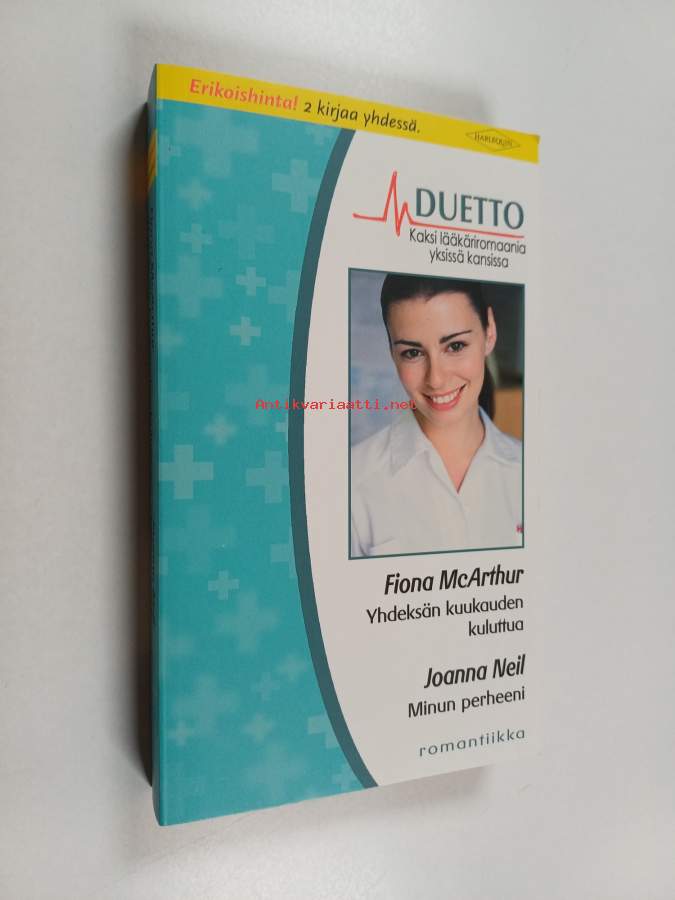 Erikoishinta! 2 kirjaa yhdessä.
HARLEQUIN
DUETTO
Kaksi lääkäriromaania
yksissä kansissa
Antikvariaatti.net
Fiona McArthur
Yhdeksän kuukauden
kuluttua
Joanna Neil
Minun perheeni
romantiikka